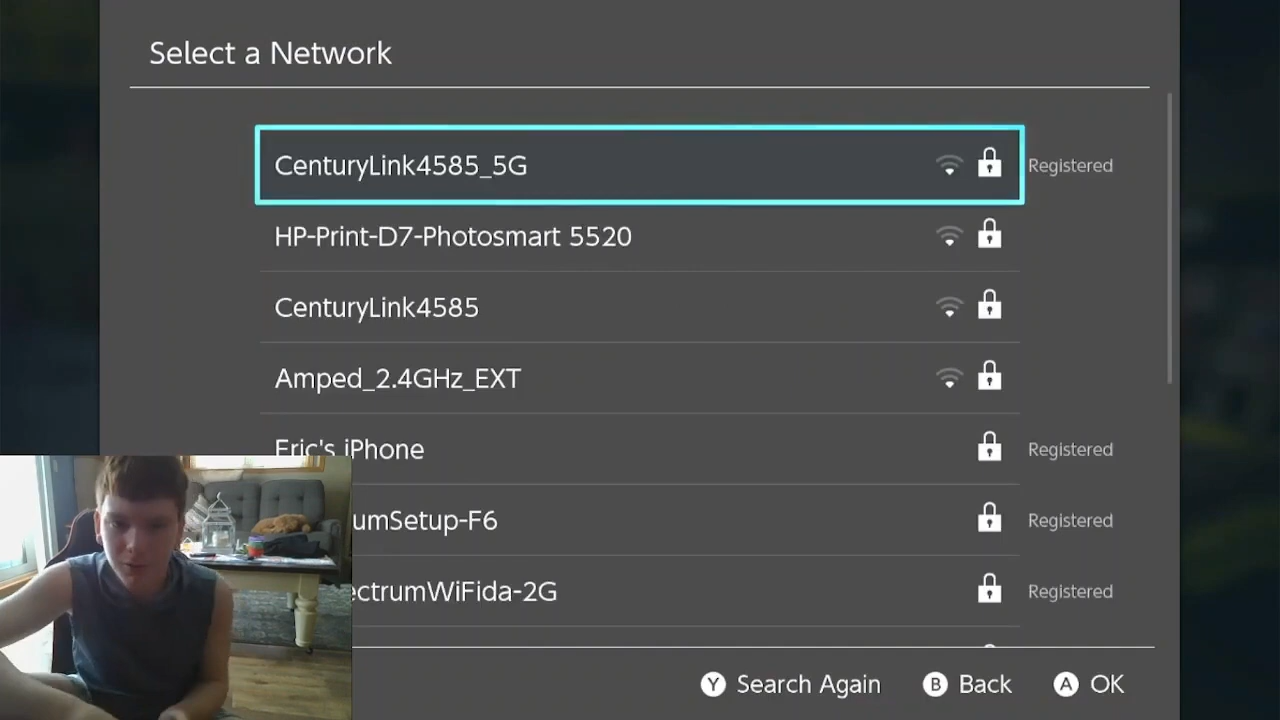 Select a Network
CenturyLink4585_5G Registered
HP-Print-D7-Photosmart 5520
CenturyLink4585
Amped_2.4GHz_EXT
Eric's iPhone Registered
umSetup-F6 Registered
ectrumWiFida-2G Registered
Y Search Again B Back A OK